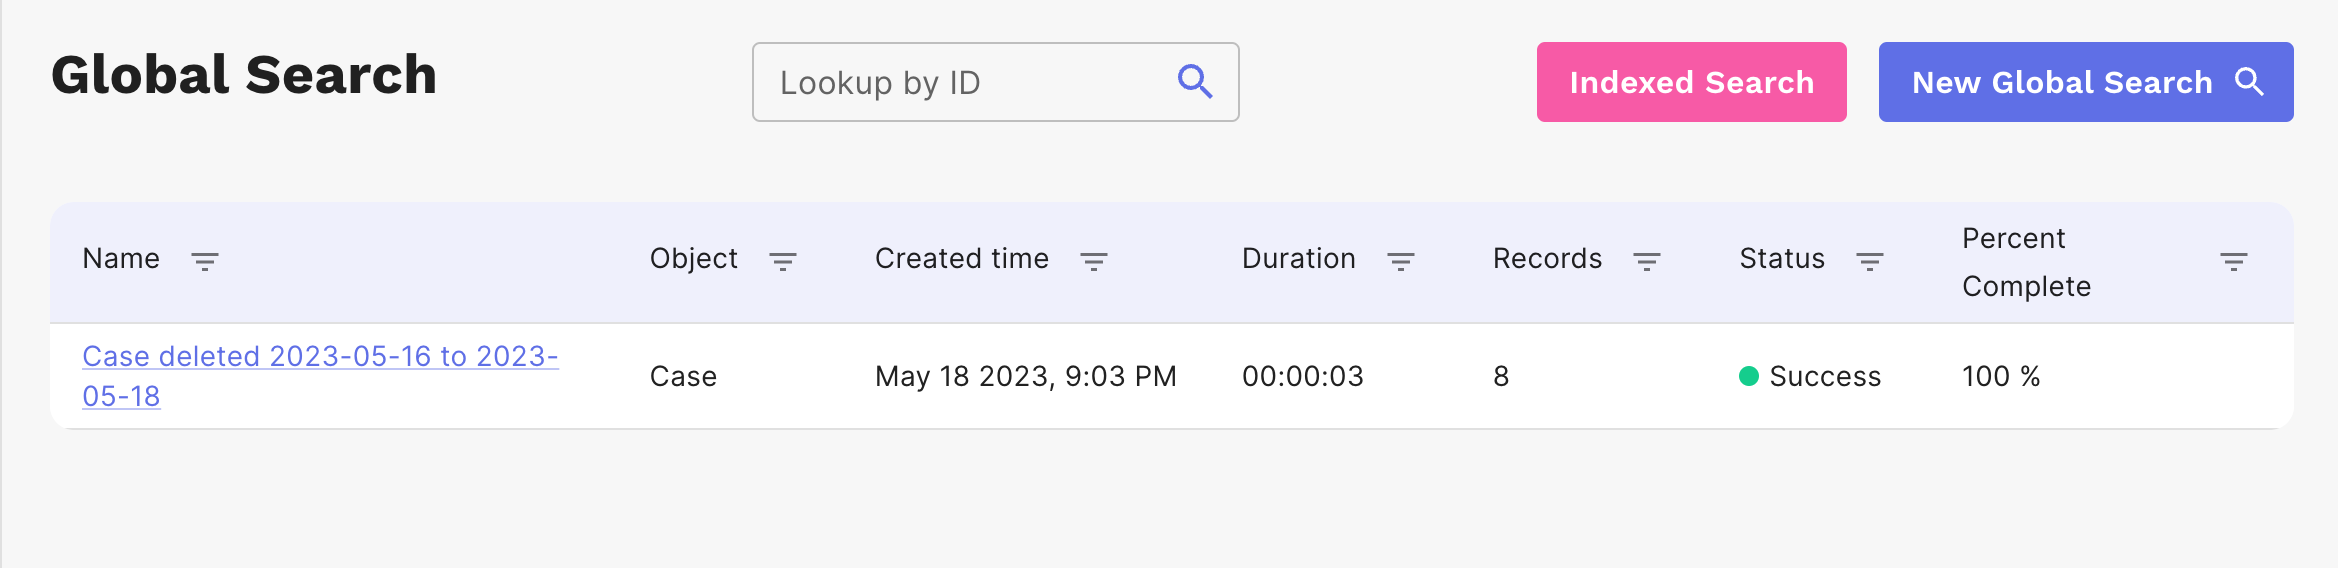 Global Search
Lookup by ID
Indexed Search
New Global Search
Name
Object
Created time
Duration
Records
Status
Percent
Complete
Case deleted 2023-05-16 to 2023-
05-18
Case
May 18 2023, 9:03 PM
00:00:03
8
Success
100 %